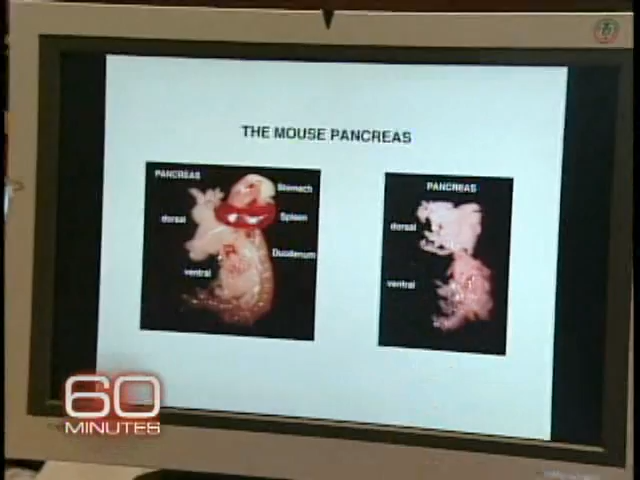 THE MOUSE PANCREAS
PANCREAS
Stomach
dorsal
Spleen
Duodenum
ventral
PANCREAS
dorsal
ventral
60
MINUTES